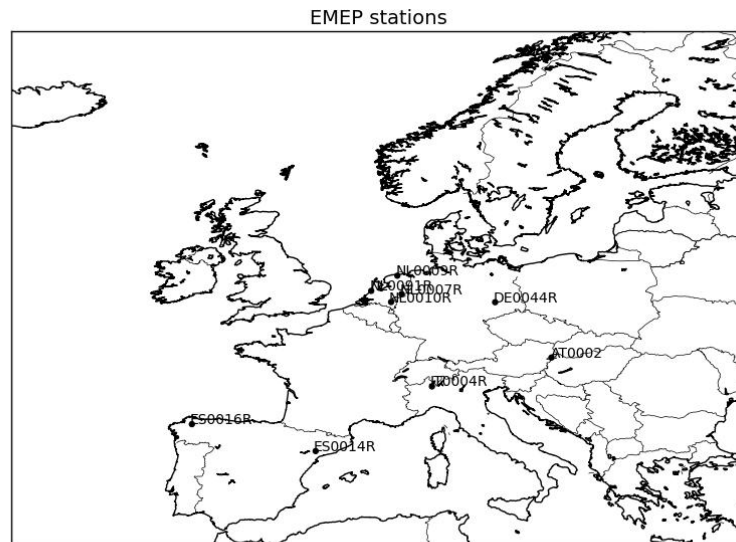 EMEP stations
NL0009R
NL0091R
NL0007R
NL0010R
DE0044R
AT0002
IT0004R
ES0016R
ES0014R